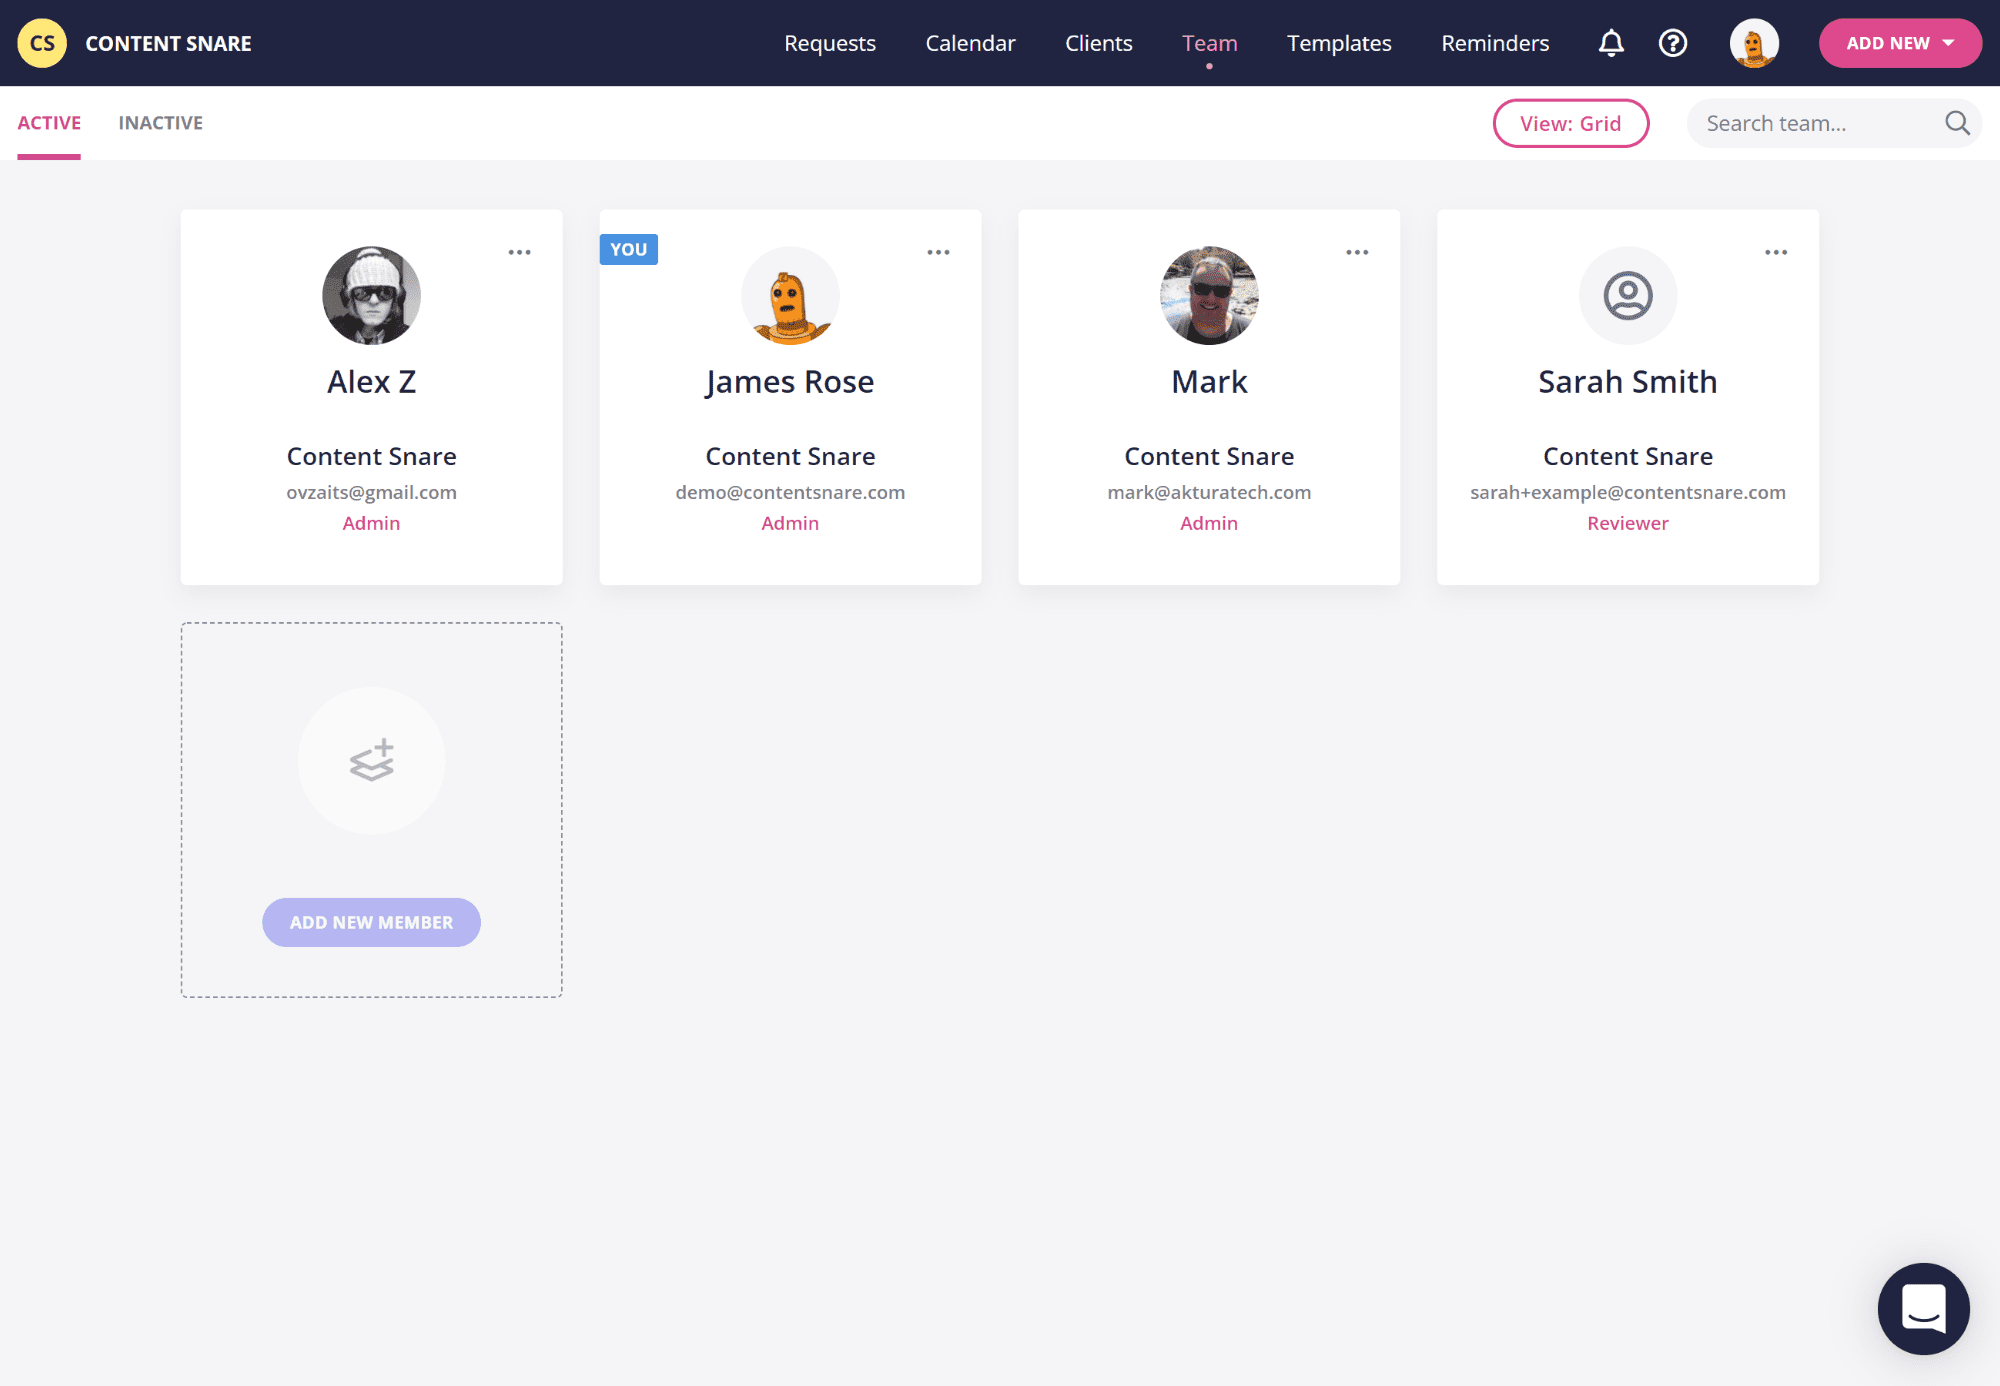 CS CONTENT SNARE
Requests Calendar Clients Team Templates Reminders ADD NEW
ACTIVE INACTIVE View: Grid Search team...
YOU
Alex Z James Rose Mark Sarah Smith
Content Snare Content Snare Content Snare Content Snare
ovzaits@gmail.com demo@contentsnare.com mark@akturatech.com sarah+example@contentsnare.com
Admin Admin Admin Reviewer
ADD NEW MEMBER